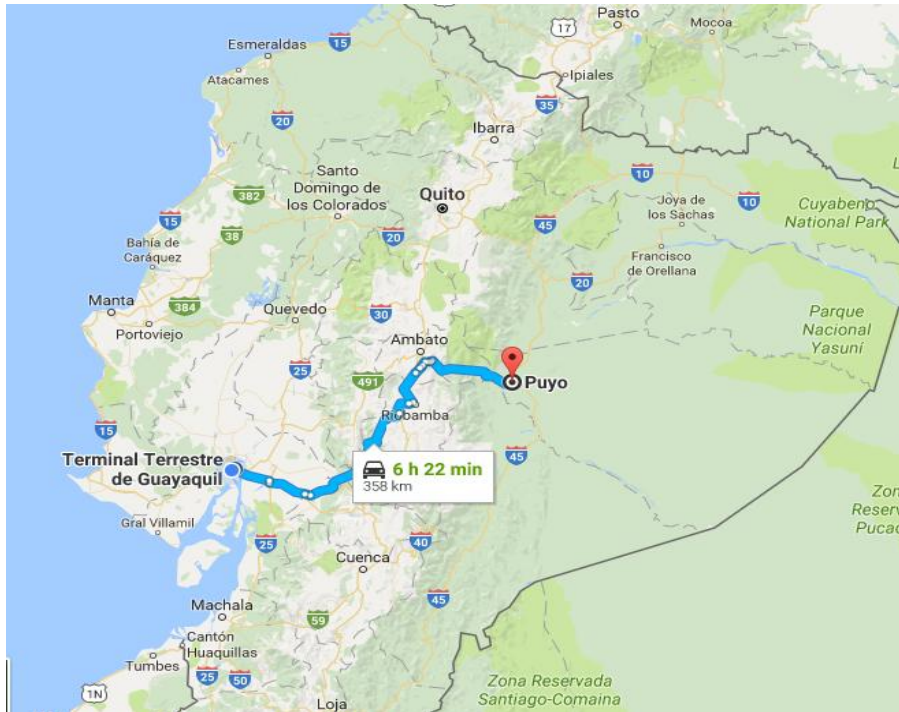 Pasto
Mocoa
17
15
Esmeraldas
Atacames
Ipiales
20
35
Ibarra
Santo
Domingo de
los Colorados
10
382
Quito
Joya de
los Sachas
10
Cuyabeno
National Park
15
45
38
20
Francisco
de Orellana
Bahía de
Caráquez
20
Manta
384
Quevedo
30
Parque
Nacional
Yasuní
Portoviejo
Ambato
25
491
Puyo
Riobamba
15
Terminal Terrestre
de Guayaquil
6 h 22 min
358 km
45
Gral Villamil
25
40
Cuenca
45
Machala
59
Cantón
Huaquillas
Tumbes
25
50
1N
Loja
Zona Reservada
Santiago-Comaina